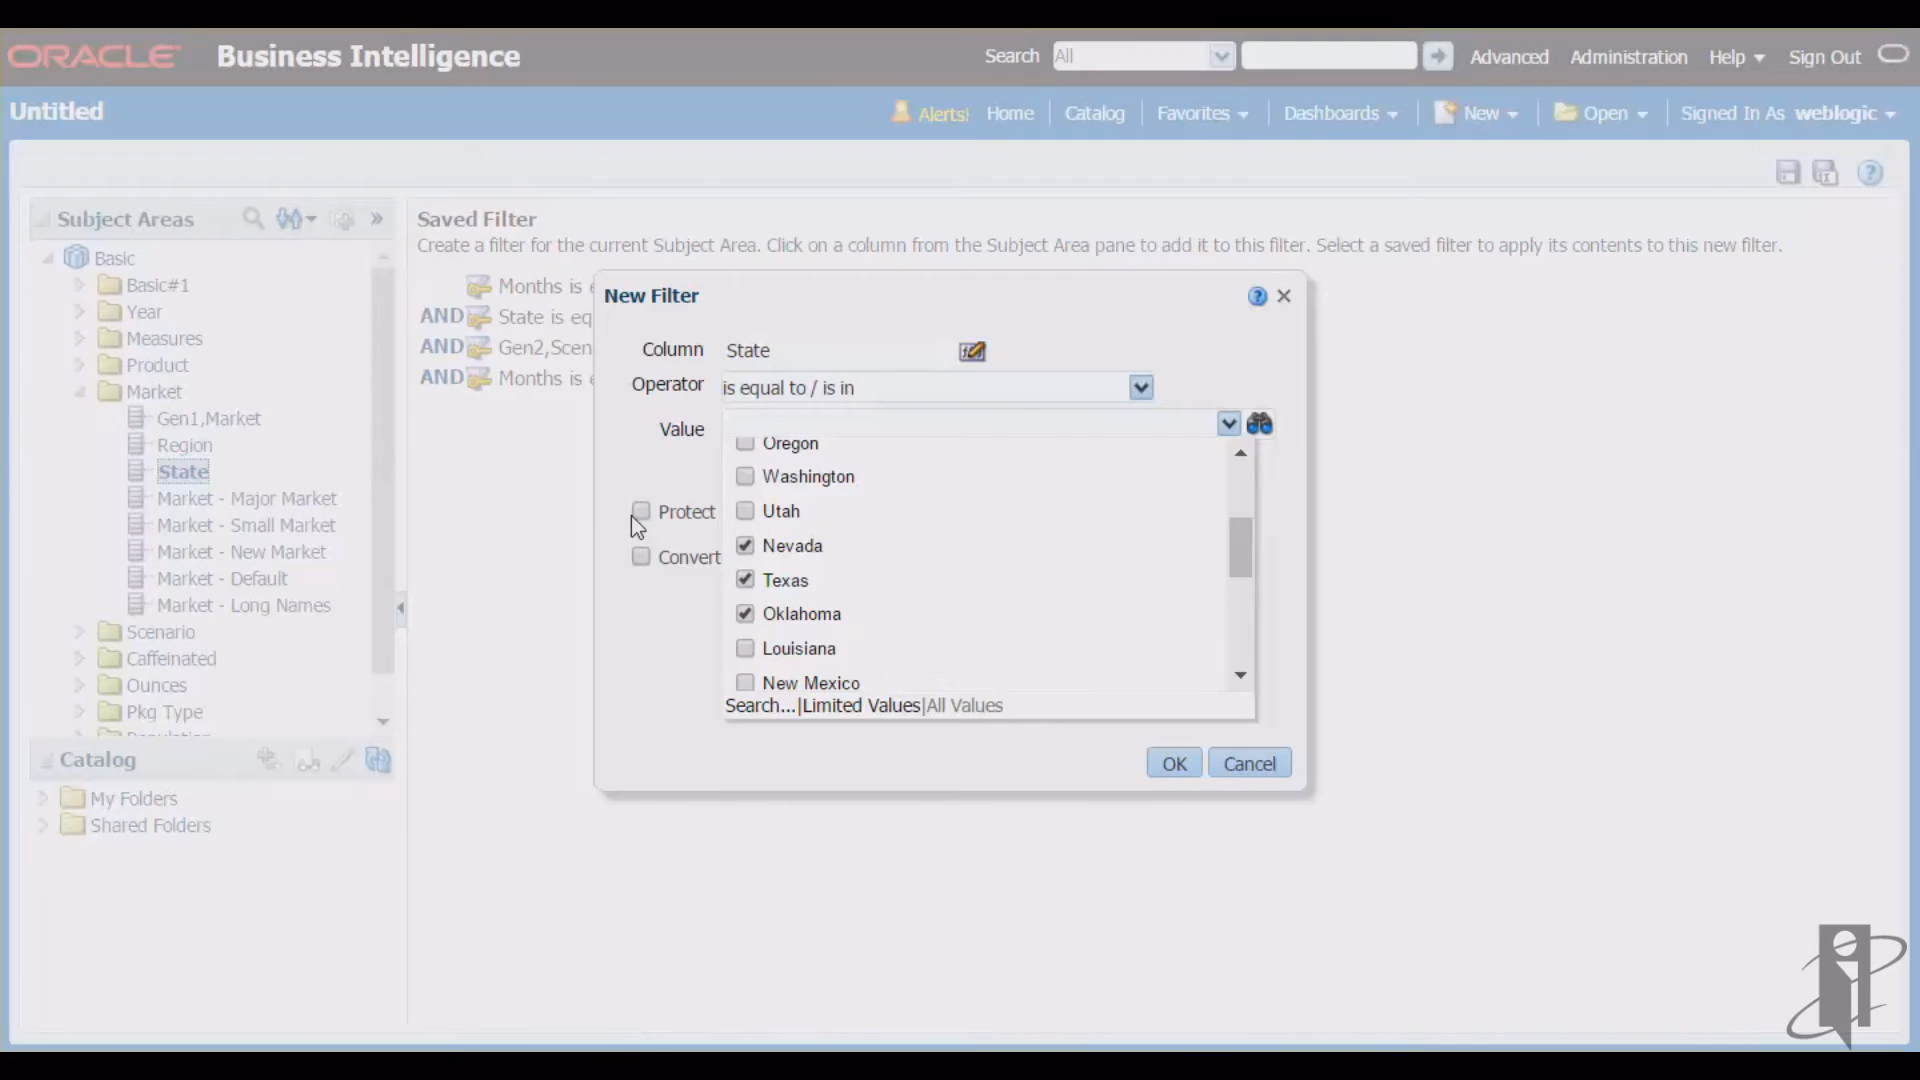 ORACLE Business Intelligence Search All Advanced Administration Help Sign Out
Untitled Alerts! Home Catalog Favorites Dashboards New Open Signed In As weblogic
Subject Areas
Basic
Basic#1
Year
Measures
Product
Market
Gen1,Market
Region
State
Market - Major Market
Market - Small Market
Market - New Market
Market - Default
Market - Long Names
Scenario
Caffeinated
Ounces
Pkg Type
Catalog
My Folders
Shared Folders
Saved Filter
Create a filter for the current Subject Area. Click on a column from the Subject Area pane to add it to this filter. Select a saved filter to apply its contents to this new filter.
Months is
AND State is eq
AND Gen2,Scen
AND Months is
New Filter
Column State
Operator is equal to / is in
Value
Oregon
Washington
Utah
Nevada
Texas
Oklahoma
Louisiana
New Mexico
Search...|Limited Values|All Values
Protect
Convert
OK Cancel